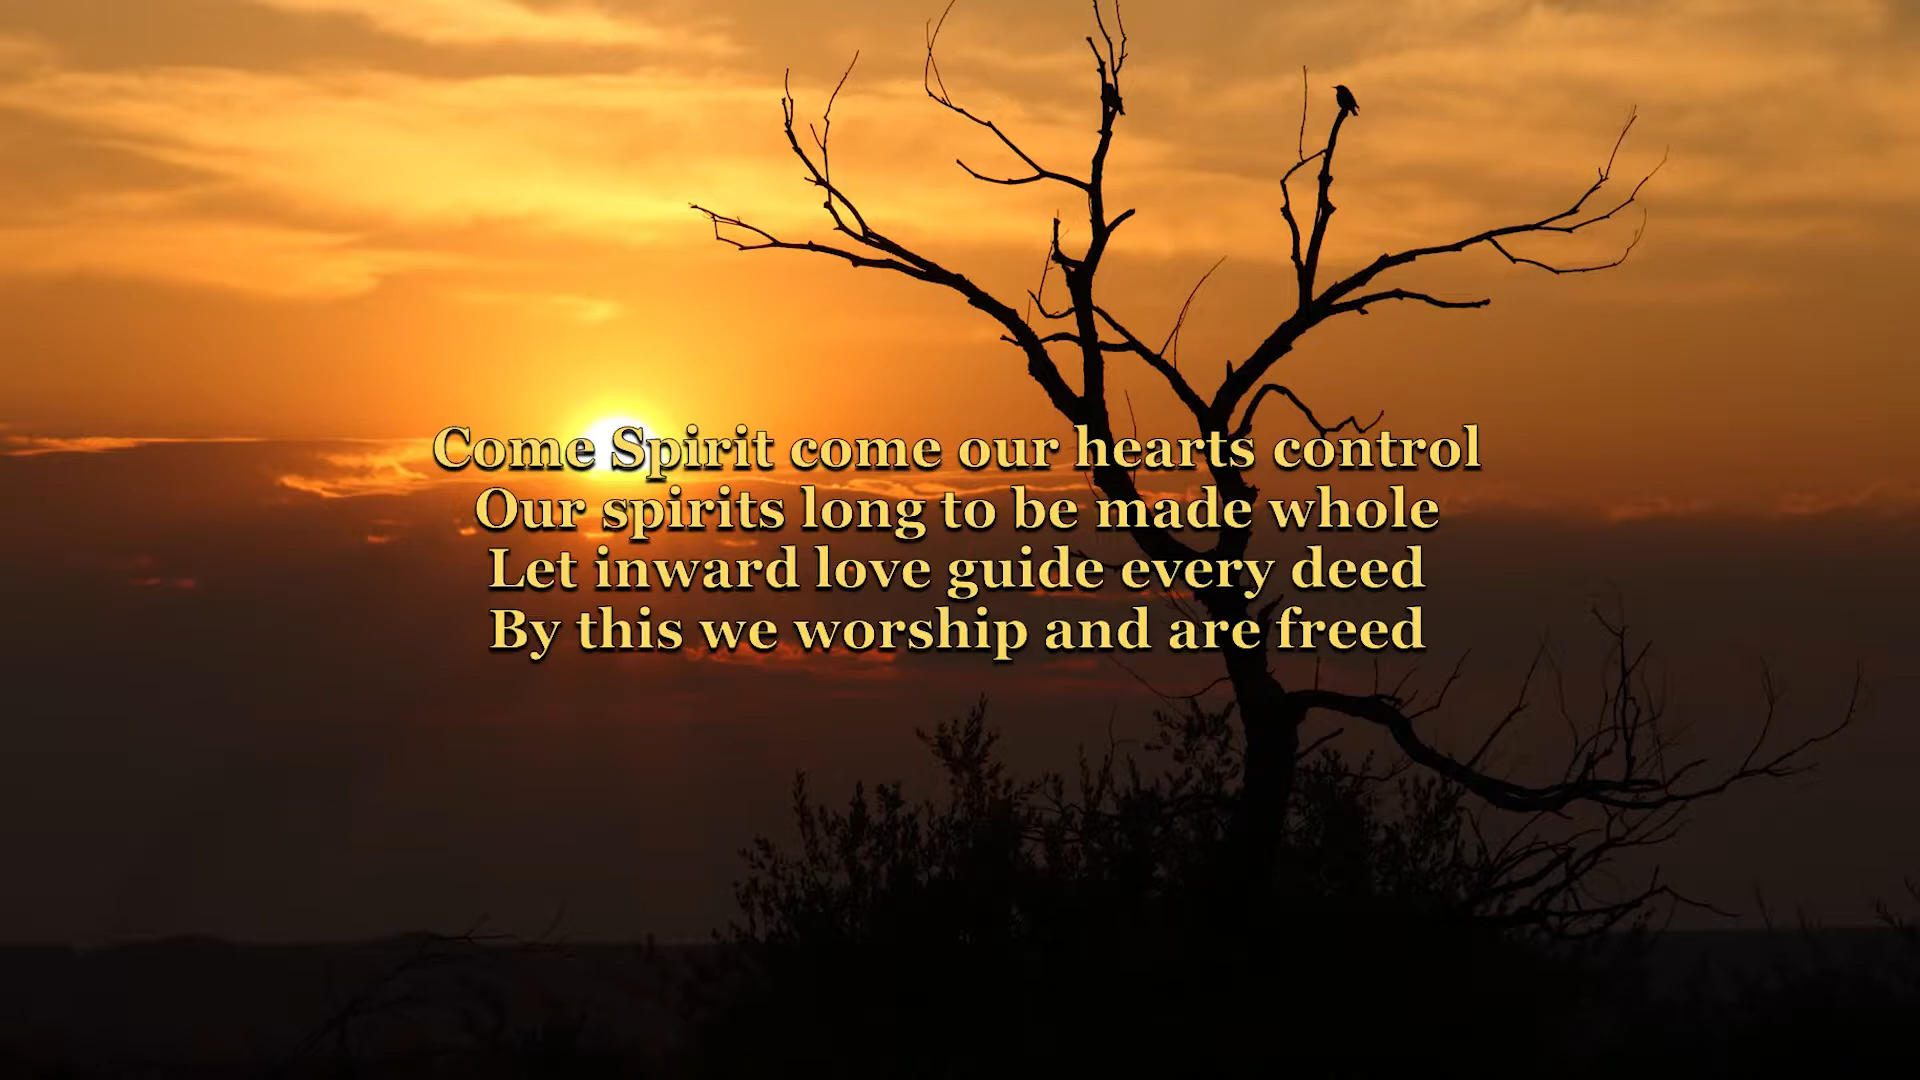 Come Spirit come our hearts control
Our spirits long to be made whole
Let inward love guide every deed
By this we worship and are freed